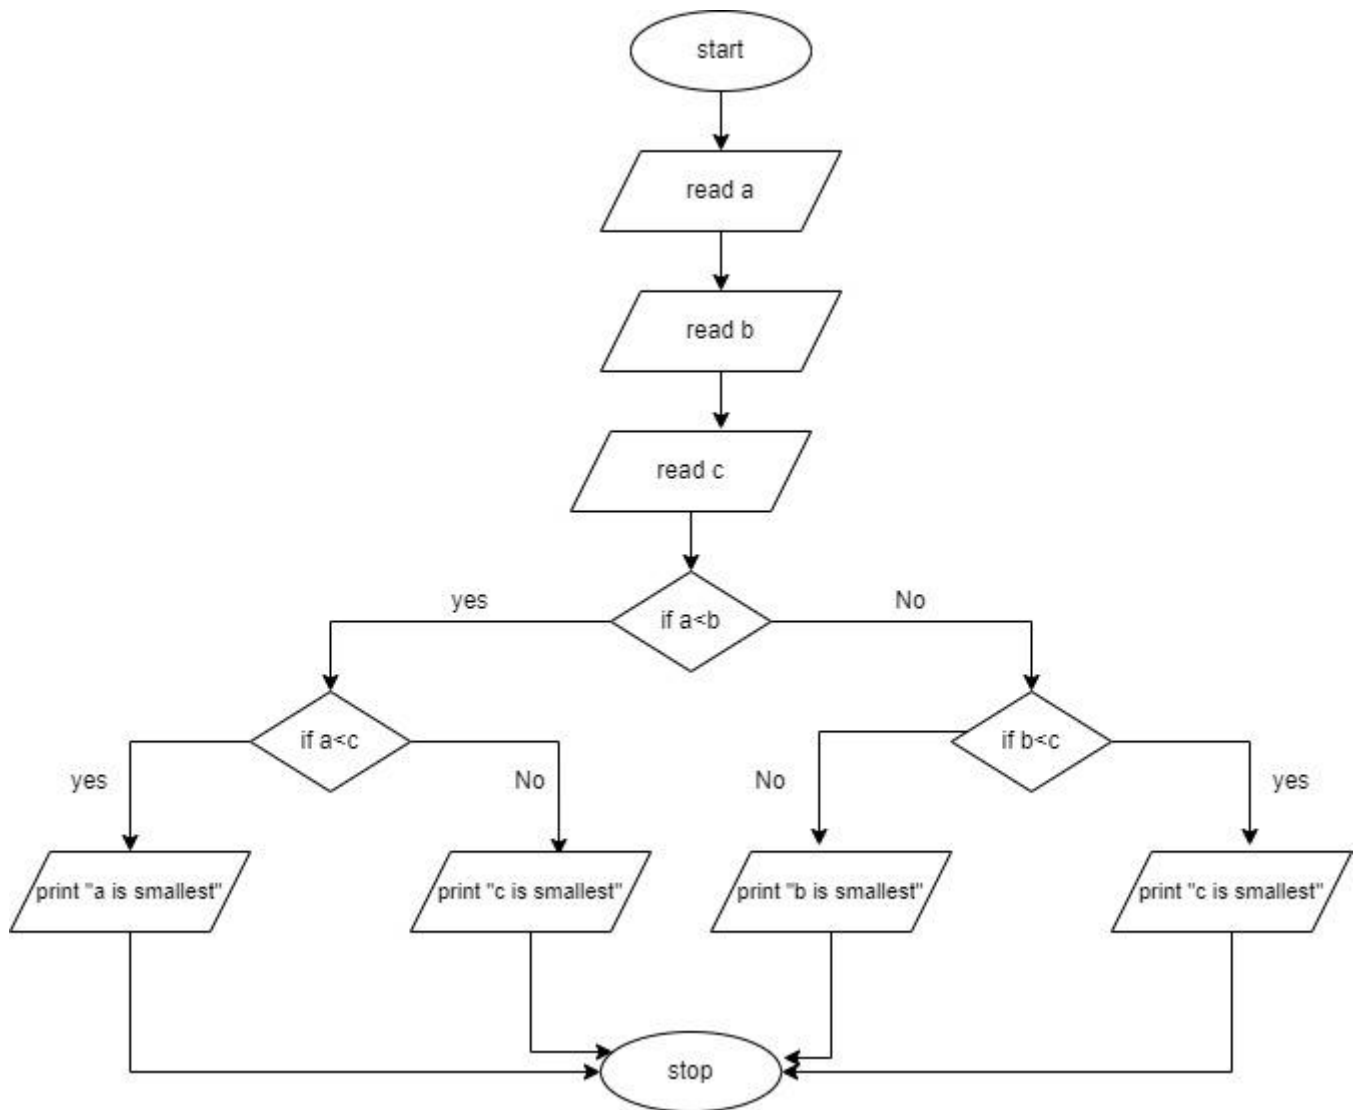 start
read a
read b
read c
yes
No
if a<b
if a<c
if b<c
yes
No
No
yes
print "a is smallest"
print "c is smallest"
print "b is smallest"
print "c is smallest"
stop